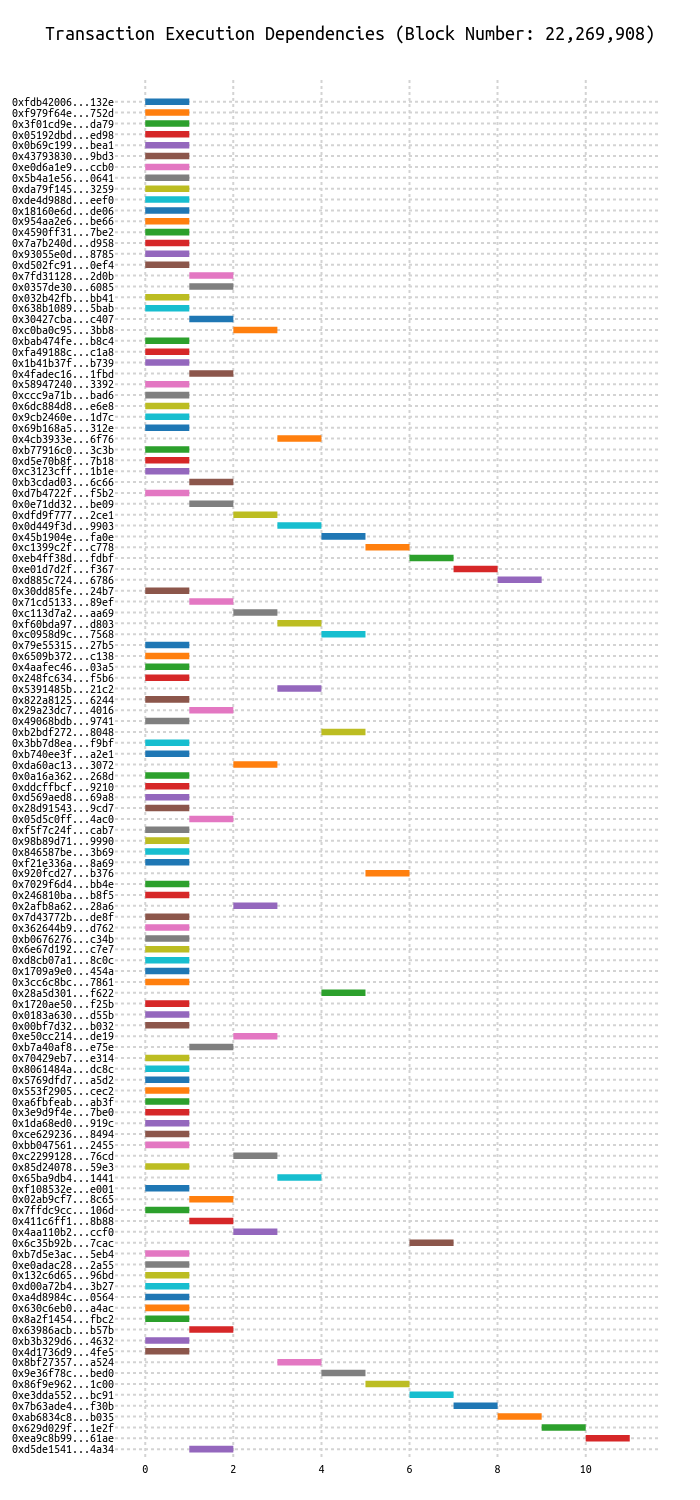 Transaction Execution Dependencies (Block Number: 22,269,908)
0xfdb42006...132e
0xf979f64e...752d
0x3f01cd9e...da79
0x05192dbd...ed98
0x0b69c199...bea1
0x43793830...9bd3
0xe0d6a1e9...ccb0
0x5b4a1e56...0641
0xda79f145...3259
0xde4d988d...eef0
0x18160e6d...de06
0x954aa2e6...be66
0x4590ff31...7be2
0x7a7b240d...d958
0x93055e0d...8785
0xd502fc91...0ef4
0x7fd31128...2d0b
0x0357de30...6085
0x032b42fb...bb41
0x638b1089...5bab
0x30427cba...c407
0xc0ba0c95...3bb8
0xbab474fe...b8c4
0xfa49188c...c1a8
0x1b41b37f...b739
0x4fadec16...1fbd
0x58947240...3392
0xccc9a71b...bad6
0x6dc884d8...e6e8
0x9cb2460e...1d7c
0x69b168a5...312e
0x4cb3933e...6f76
0xb77916c0...3c3b
0xd5e70b8f...7b18
0xc3123cff...1b1e
0xb3cdad03...6c66
0xd7b4722f...f5b2
0x0e71dd32...be09
0xdfd9f777...2ce1
0x0d449f3d...9903
0x45b1904e...fa0e
0xc1399c2f...c778
0xeb4ff38d...fdbf
0xe01d7d2f...f367
0xd885c724...6786
0x30dd85fe...24b7
0x71cd5133...89ef
0xc113d7a2...aa69
0xf60bda97...d803
0xc0958d9c...7568
0x79e55315...27b5
0x6509b372...c138
0x4aafec46...03a5
0x248fc634...f5b6
0x5391485b...21c2
0x822a8125...6244
0x29a23dc7...4016
0x49068bdb...9741
0xb2bdf272...8048
0x3bb7d8ea...f9bf
0xb740ee3f...a2e1
0xda60ac13...3072
0x0a16a362...268d
0xddcffbcf...9210
0xd569aed8...69a8
0x28d91543...9cd7
0x05d5c0ff...4ac0
0xf5f7c24f...cab7
0x98b89d71...9990
0x846587be...3b69
0xf21e336a...8a69
0x920fcd27...b376
0x7029f6d4...bb4e
0x246810ba...b8f5
0x2afb8a62...28a6
0x7d43772b...de8f
0x362644b9...d762
0xb0676276...c34b
0x6e67d192...c7e7
0xd8cb07a1...8c0c
0x1709a9e0...454a
0x3cc6c8bc...7861
0x28a5d301...f622
0x1720ae50...f25b
0x0183a630...d55b
0x00bf7d32...b032
0xe50cc214...de19
0xb7a40af8...e75e
0x70429eb7...e314
0x8061484a...dc8c
0x5769dfd7...a5d2
0x553f2905...cec2
0xa6fbfeab...ab3f
0x3e9d9f4e...7be0
0x1da68ed0...919c
0xce629236...8494
0xbb047561...2455
0xc2299128...76cd
0x85d24078...59e3
0x65ba9db4...1441
0xf108532e...e001
0x02ab9cf7...8c65
0x7ffdc9cc...106d
0x411c6ff1...8b88
0x4aa110b2...ccf0
0x6c35b92b...7cac
0xb7d5e3ac...5eb4
0xe0adac28...2a55
0x132c6d65...96bd
0xd00a72b4...3b27
0xa4d8984c...0564
0x630c6eb0...a4ac
0x8a2f1454...fbc2
0x63986acb...b57b
0xb3b329d6...4632
0x4d1736d9...4fe5
0x8bf27357...a524
0x9e36f78c...bed0
0x86f9e962...1c00
0xe3dda552...bc91
0x7b63ade4...f30b
0xab6834c8...b035
0x629d029f...1e2f
0xea9c8b99...61ae
0xd5de1541...4a34
0 2 4 6 8 10